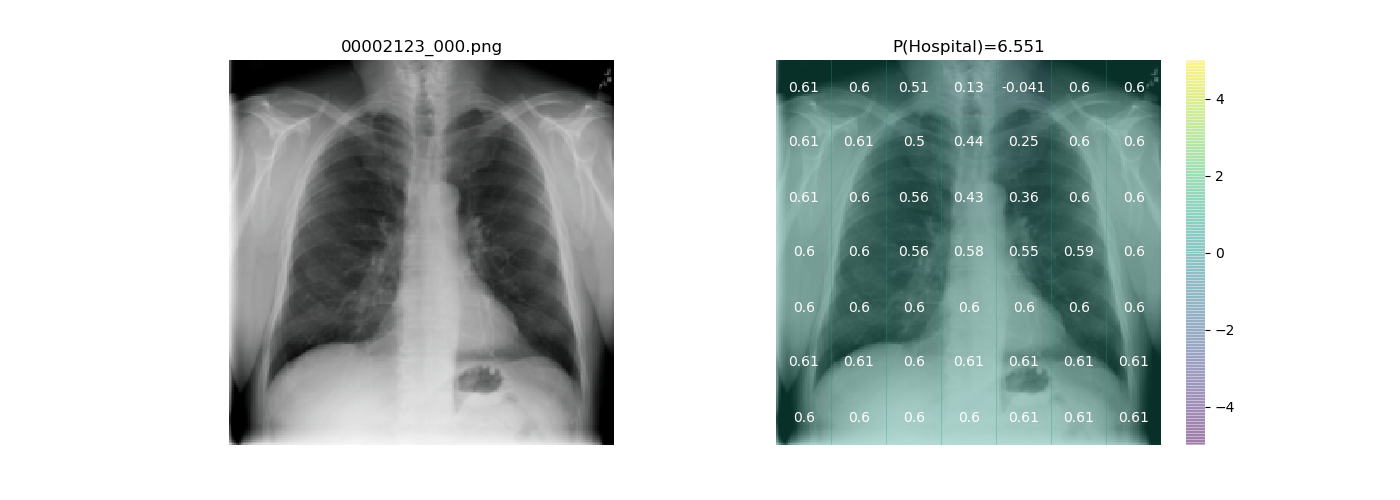 00002123_000.png
P(Hospital)=6.551
0.61 0.6 0.51 0.13 -0.041 0.6 0.6
0.61 0.61 0.5 0.44 0.25 0.6 0.6
0.61 0.6 0.56 0.43 0.36 0.6 0.6
0.6 0.6 0.56 0.58 0.55 0.59 0.6
0.6 0.6 0.6 0.6 0.6 0.6 0.6
0.61 0.61 0.6 0.61 0.61 0.61 0.61
0.6 0.6 0.6 0.6 0.61 0.61 0.61
4
2
0
−2
−4